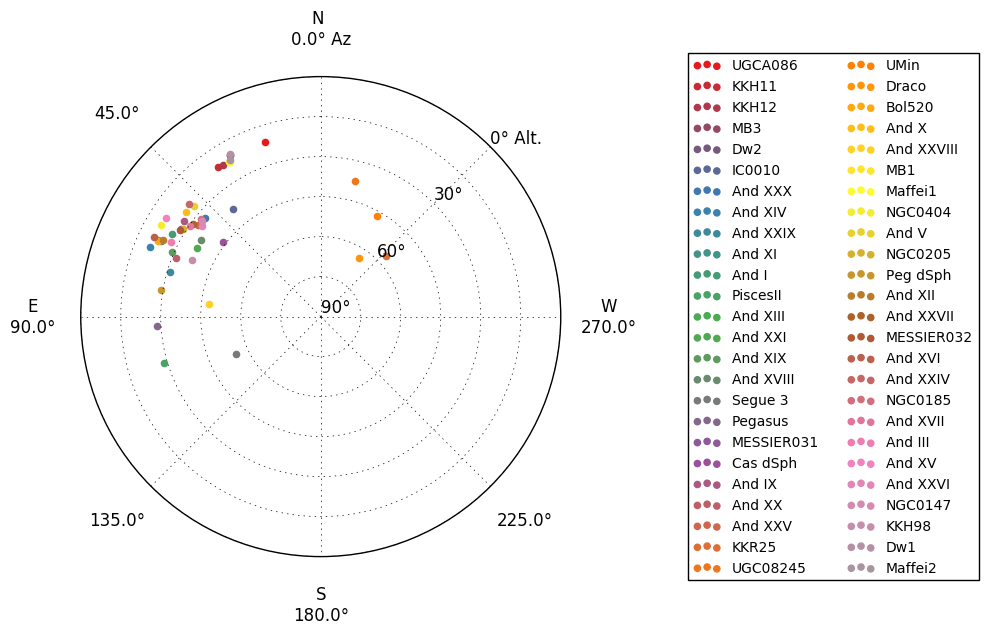 N
0.0° Az
45.0°
0° Alt.
30°
60°
90°
E
90.0°
W
270.0°
135.0°
225.0°
S
180.0°
UGCA086
KKH11
KKH12
MB3
Dw2
IC0010
And XXX
And XIV
And XXIX
And XI
And I
PiscesII
And XIII
And XXI
And XIX
And XVIII
Segue 3
Pegasus
MESSIER031
Cas dSph
And IX
And XX
And XXV
KKR25
UGC08245
UMin
Draco
Bol520
And X
And XXVIII
MB1
Maffei1
NGC0404
And V
NGC0205
Peg dSph
And XII
And XXVII
MESSIER032
And XVI
And XXIV
NGC0185
And XVII
And III
And XV
And XXVI
NGC0147
KKH98
Dw1
Maffei2